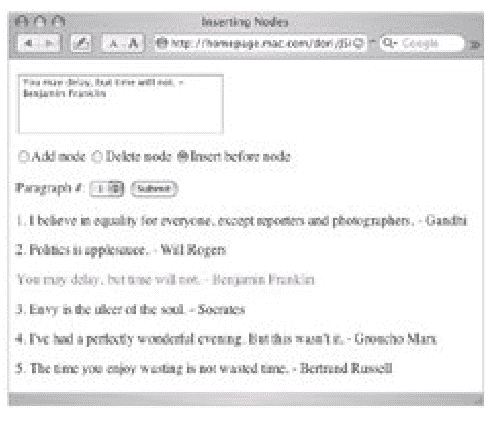 Inserting Nodes
A A http://homepage.mac.com/dori/JS Google
You may delay, but time will not. -
Benjamin Franklin
Add node Delete node Insert before node
Paragraph #: Submit
1. I believe in equality for everyone, except reporters and photographers. - Gandhi
2. Politics is applesauce. - Will Rogers
You may delay, but time will not. - Benjamin Franklin
3. Envy is the ulcer of the soul. - Socrates
4. I've had a perfectly wonderful evening. But this wasn't it. - Groucho Marx
5. The time you enjoy wasting is not wasted time. - Bertrand Russell